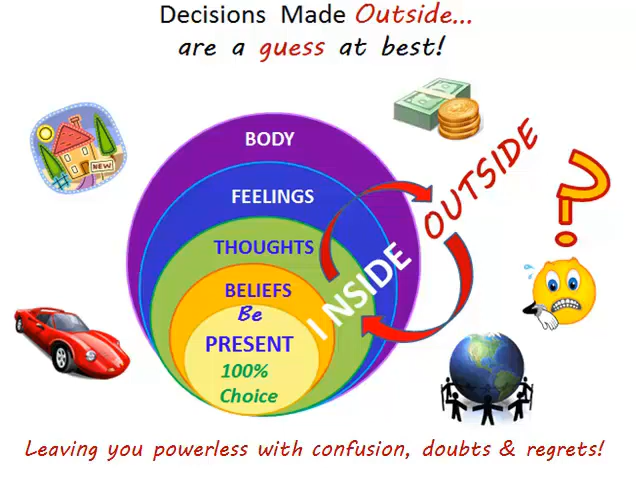 Decisions Made Outside...
are a guess at best!
NEW
BODY
FEELINGS
THOUGHTS
BELIEFS
Be
PRESENT
100%
Choice
INSIDE
OUTSIDE
?
Leaving you powerless with confusion, doubts & regrets!